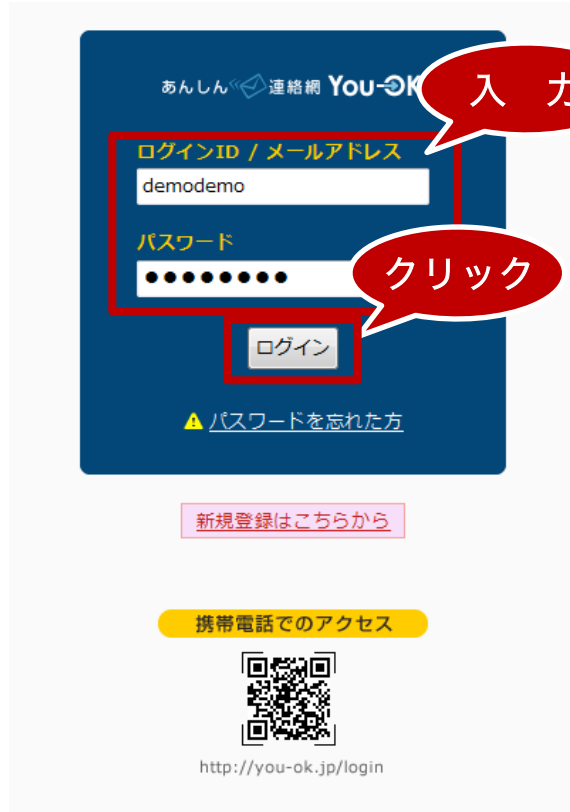 あんしん連絡網 You-OK
入 力
ログインID / メールアドレス
demodemo
パスワード
●●●●●●●●
クリック
ログイン
パスワードを忘れた方
新規登録はこちらから
携帯電話でのアクセス
http://you-ok.jp/login